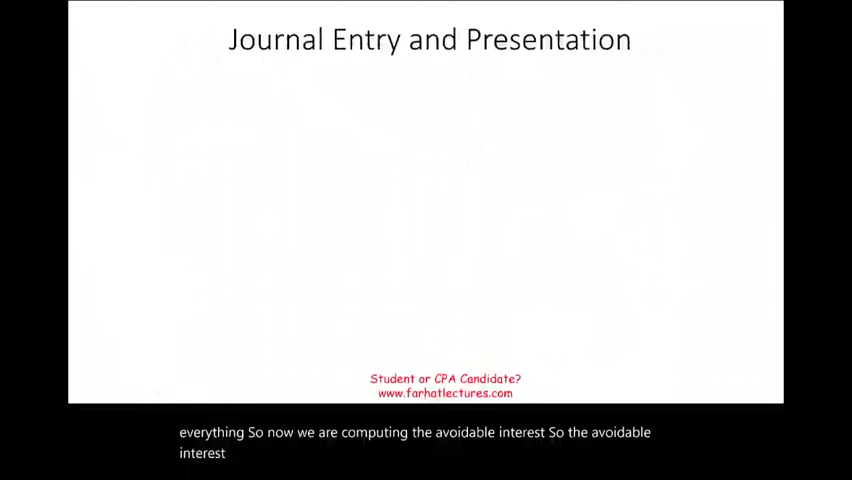 Journal Entry and Presentation
Student or CPA Candidate?
www.farhatlectures.com
everything So now we are computing the avoidable interest So the avoidable
interest